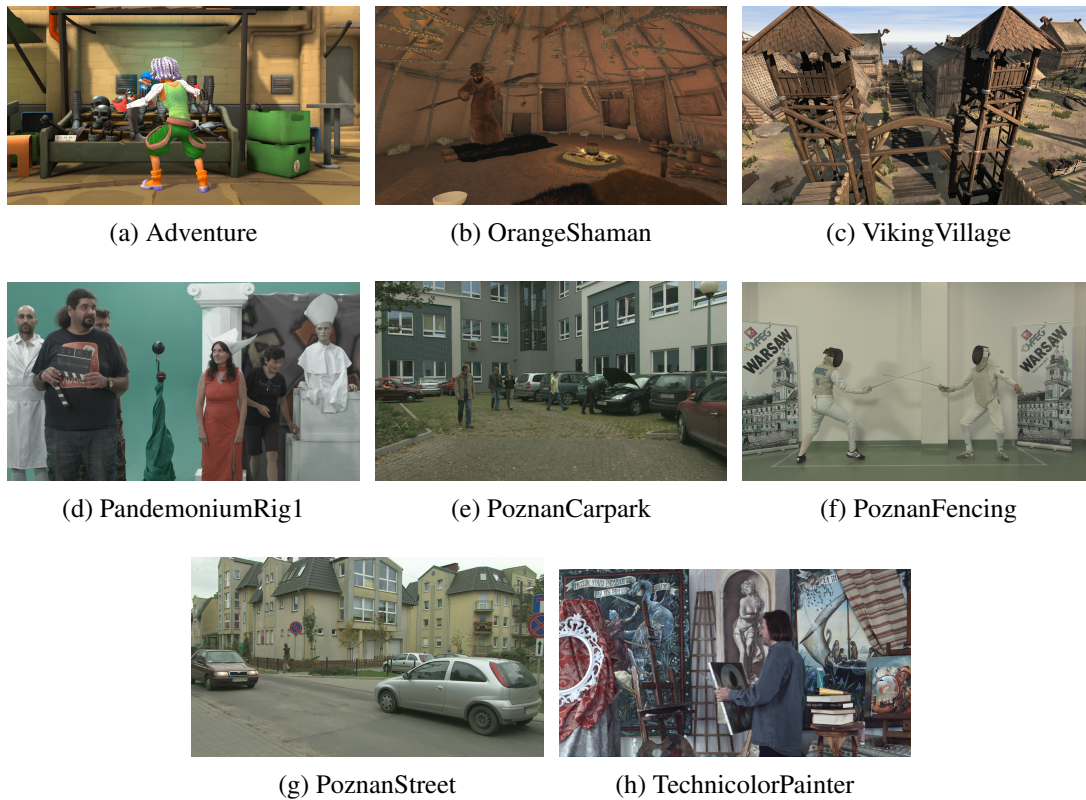 (a) Adventure
(b) OrangeShaman
(c) VikingVillage
WARSAW
WARSAW
(d) PandemoniumRig1
(e) PoznanCarpark
(f) PoznanFencing
(g) PoznanStreet
(h) TechnicolorPainter